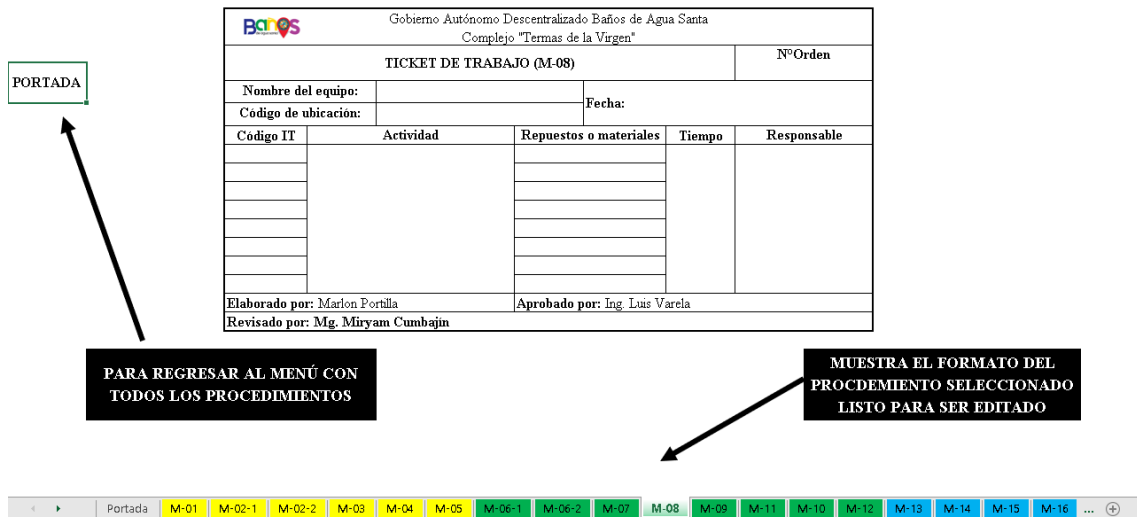 Baños
Gobierno Autónomo Descentralizado Baños de Agua Santa
Complejo "Termas de la Virgen"
TICKET DE TRABAJO (M-08)
NºOrden
PORTADA
Nombre del equipo:
Fecha:
Código de ubicación:
Código IT Actividad Repuestos o materiales Tiempo Responsable
Elaborado por: Marlon Portilla Aprobado por: Ing. Luis Varela
Revisado por: Mg. Miryam Cumbajin
PARA REGRESAR AL MENÚ CON
TODOS LOS PROCEDIMIENTOS
MUESTRA EL FORMATO DEL
PROCDEMIENTO SELECCIONADO
LISTO PARA SER EDITADO
Portada M-01 M-02-1 M-02-2 M-03 M-04 M-05 M-06-1 M-06-2 M-07 M-08 M-09 M-11 M-10 M-12 M-13 M-14 M-15 M-16 ...